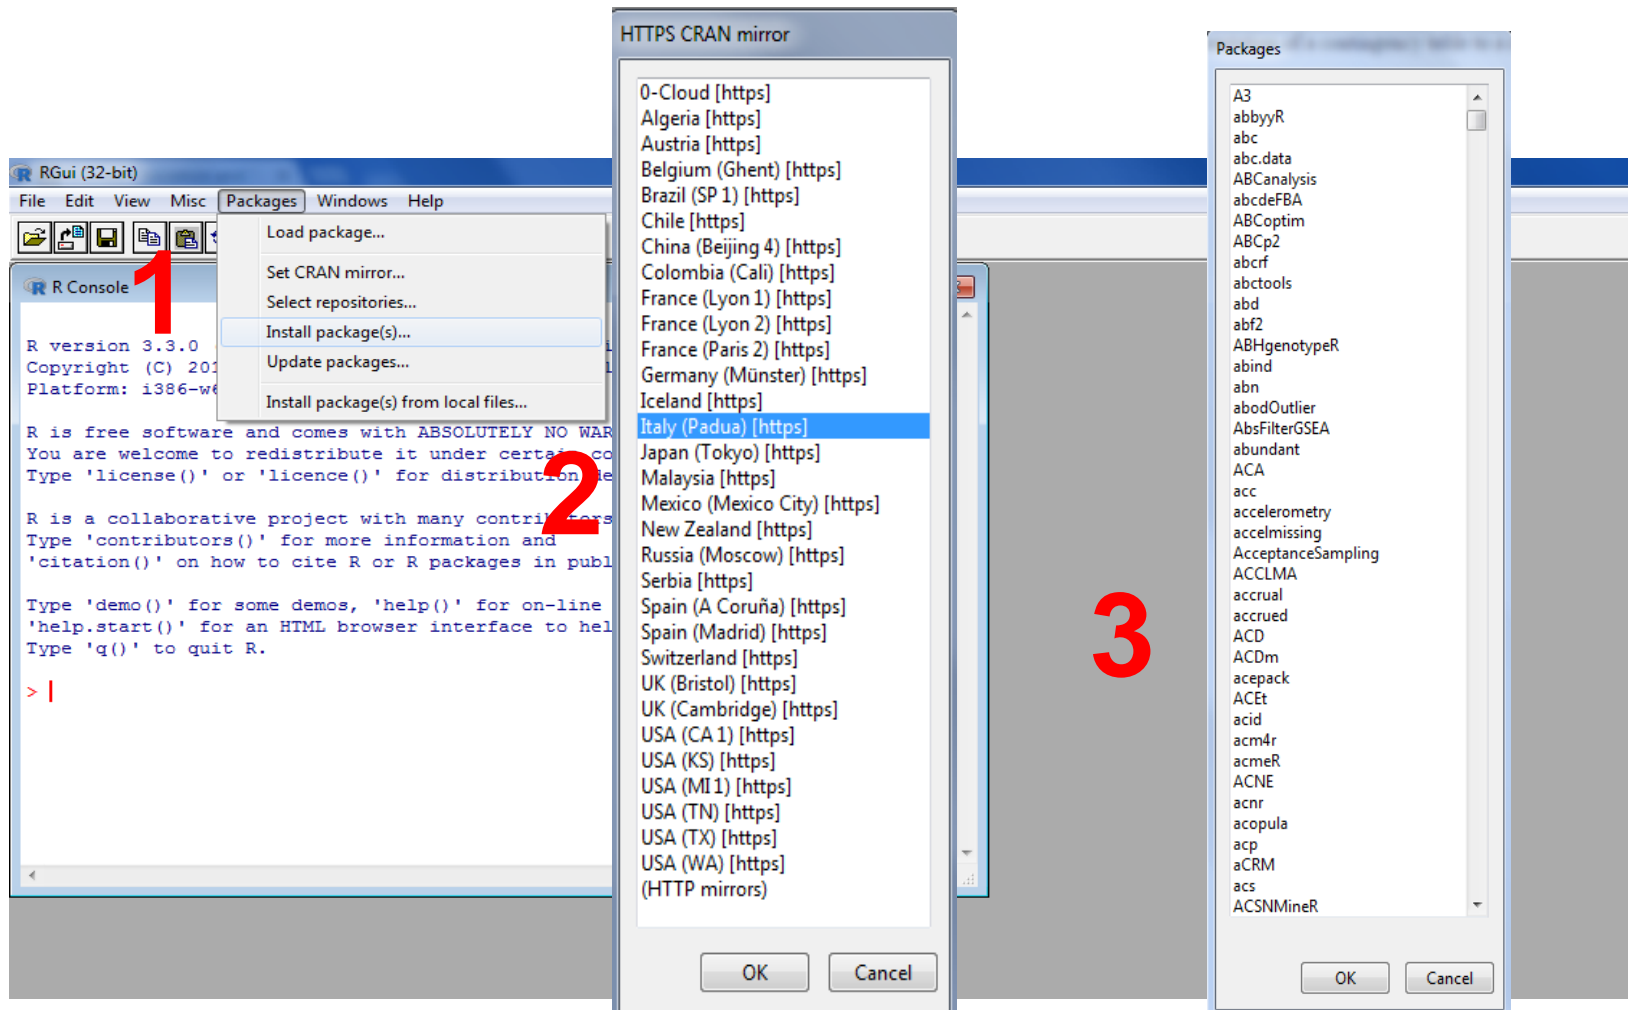 RGui (32-bit)
File Edit View Misc Packages Windows Help
Load package...
Set CRAN mirror...
Select repositories...
Install package(s)...
Update packages...
Install package(s) from local files...
1
R Console
R version 3.3.0
Copyright (C) 201
Platform: i386-w
R is free software and comes with ABSOLUTELY NO WAR
You are welcome to redistribute it under certain co
Type 'license()' or 'licence()' for distribution de
R is a collaborative project with many contributors
Type 'contributors()' for more information and
'citation()' on how to cite R or R packages in publ
Type 'demo()' for some demos, 'help()' for on-line
'help.start()' for an HTML browser interface to hel
Type 'q()' to quit R.
>
2
HTTPS CRAN mirror
0-Cloud [https]
Algeria [https]
Austria [https]
Belgium (Ghent) [https]
Brazil (SP 1) [https]
Chile [https]
China (Beijing 4) [https]
Colombia (Cali) [https]
France (Lyon 1) [https]
France (Lyon 2) [https]
France (Paris 2) [https]
Germany (Münster) [https]
Iceland [https]
Italy (Padua) [https]
Japan (Tokyo) [https]
Malaysia [https]
Mexico (Mexico City) [https]
New Zealand [https]
Russia (Moscow) [https]
Serbia [https]
Spain (A Coruña) [https]
Spain (Madrid) [https]
Switzerland [https]
UK (Bristol) [https]
UK (Cambridge) [https]
USA (CA 1) [https]
USA (KS) [https]
USA (MI 1) [https]
USA (TN) [https]
USA (TX) [https]
USA (WA) [https]
(HTTP mirrors)
OK Cancel
3
Packages
A3
abbyyR
abc
abc.data
ABCanalysis
abcdeFBA
ABCoptim
ABCp2
abcrf
abctools
abd
abf2
ABHgenotypeR
abind
abn
abodOutlier
AbsFilterGSEA
abundant
ACA
acc
accelerometry
accelmissing
AcceptanceSampling
ACCLMA
accrual
accrued
ACD
ACDm
acepack
ACEt
acid
acm4r
acmeR
ACNE
acnr
acopula
acp
aCRM
acs
ACSNMineR
OK Cancel